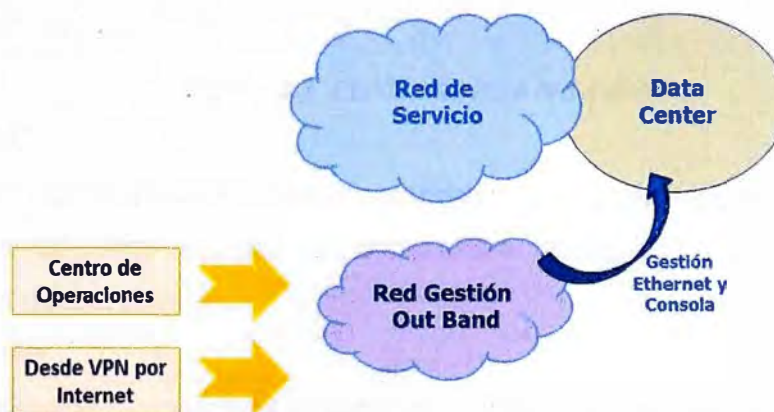 Red de
Servicio
Data
Center
Centro de
Operaciones
Red Gestión
Out Band
Gestión
Ethernet y
Consola
Desde VPN por
Internet